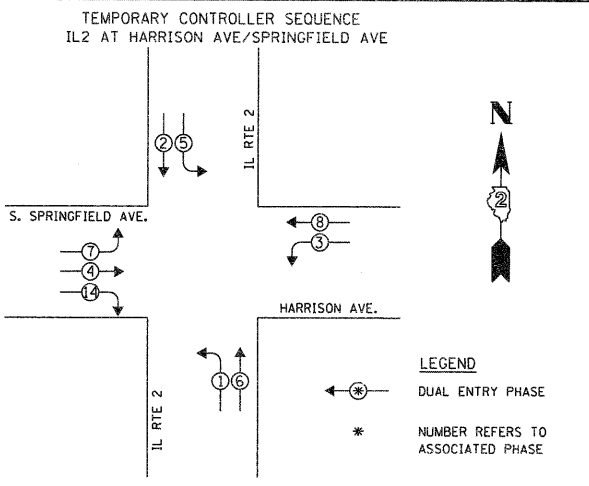 TEMPORARY CONTROLLER SEQUENCE
IL2 AT HARRISON AVE/SPRINGFIELD AVE
IL RTE 2
N
2
5
2
S. SPRINGFIELD AVE.
8
3
7
4
14
HARRISON AVE.
1
6
IL RTE 2
LEGEND
* DUAL ENTRY PHASE
* NUMBER REFERS TO
ASSOCIATED PHASE